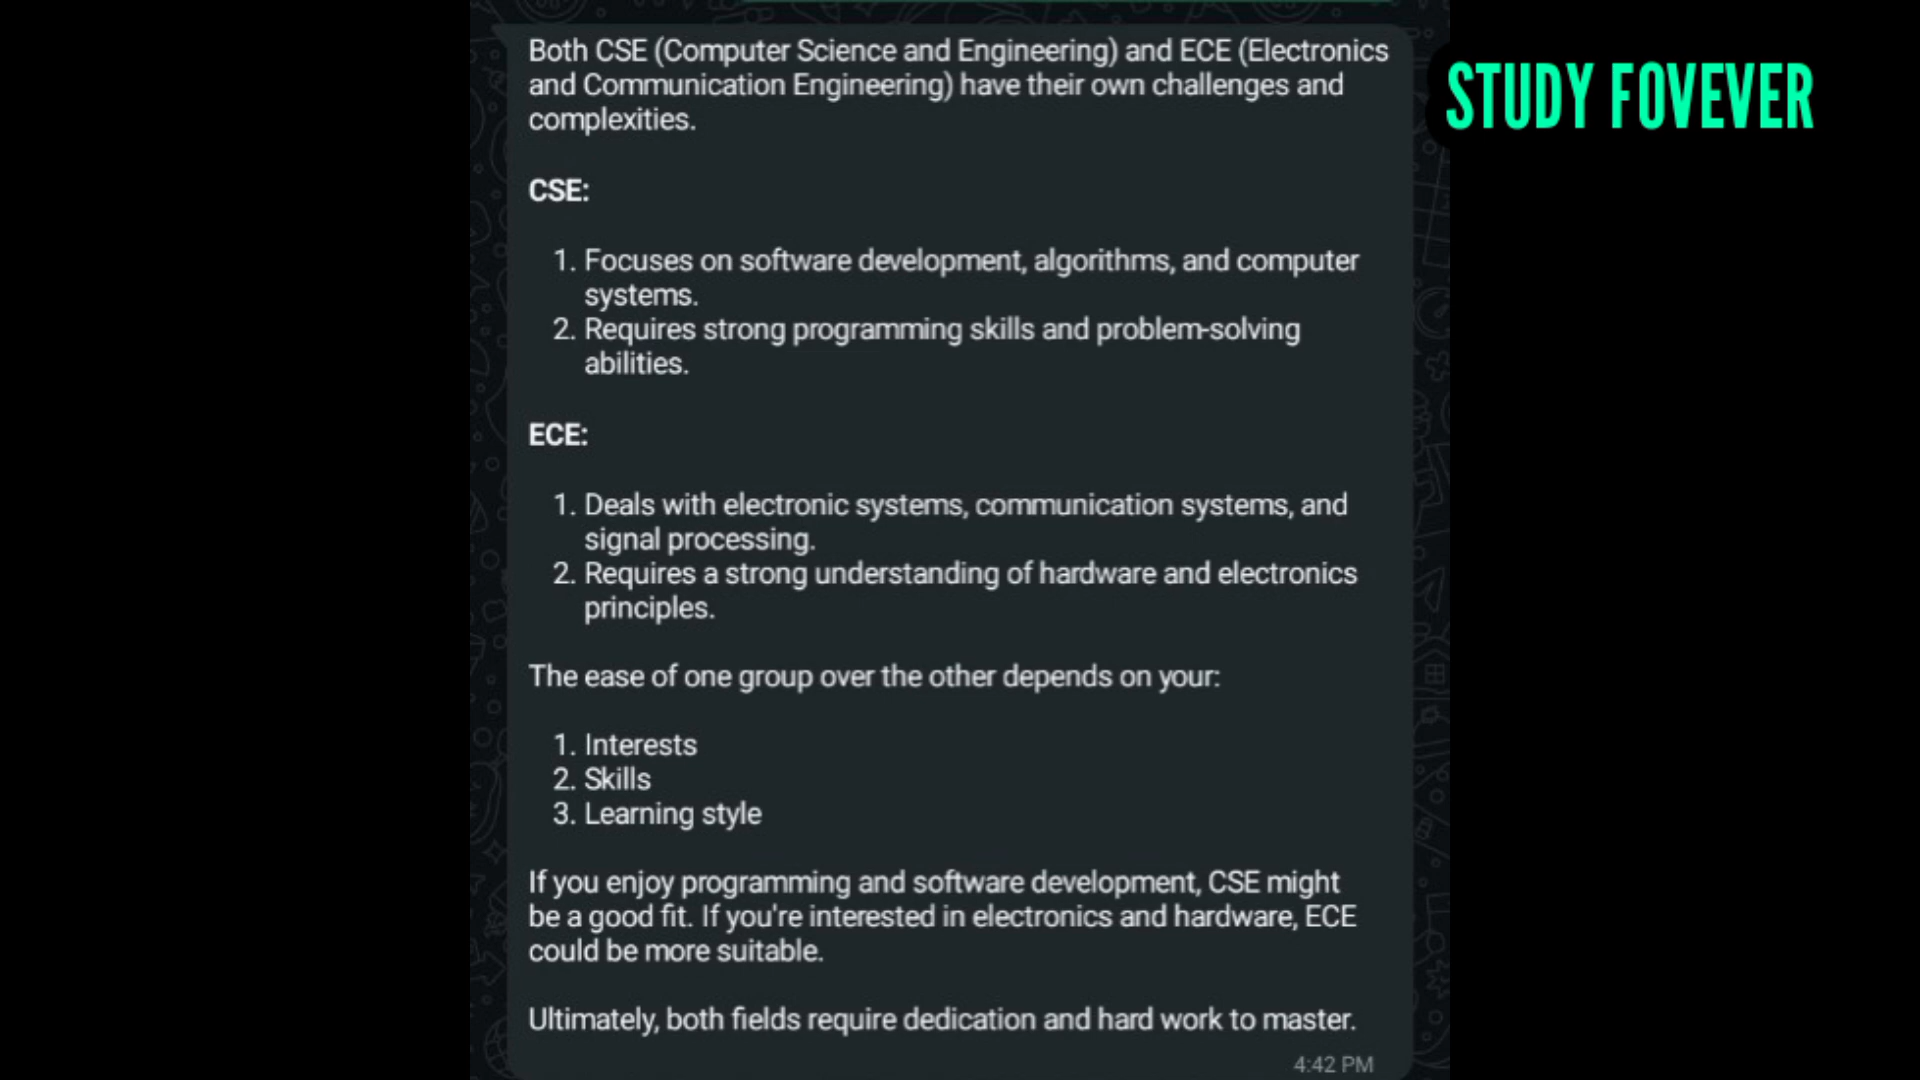 Both CSE (Computer Science and Engineering) and ECE (Electronics
and Communication Engineering) have their own challenges and
complexities.
CSE:
1. Focuses on software development, algorithms, and computer
systems.
2. Requires strong programming skills and problem-solving
abilities.
ECE:
1. Deals with electronic systems, communication systems, and
signal processing.
2. Requires a strong understanding of hardware and electronics
principles.
The ease of one group over the other depends on your:
1. Interests
2. Skills
3. Learning style
If you enjoy programming and software development, CSE might
be a good fit. If you're interested in electronics and hardware, ECE
could be more suitable.
Ultimately, both fields require dedication and hard work to master.
4:42 PM
STUDY FOVEVER